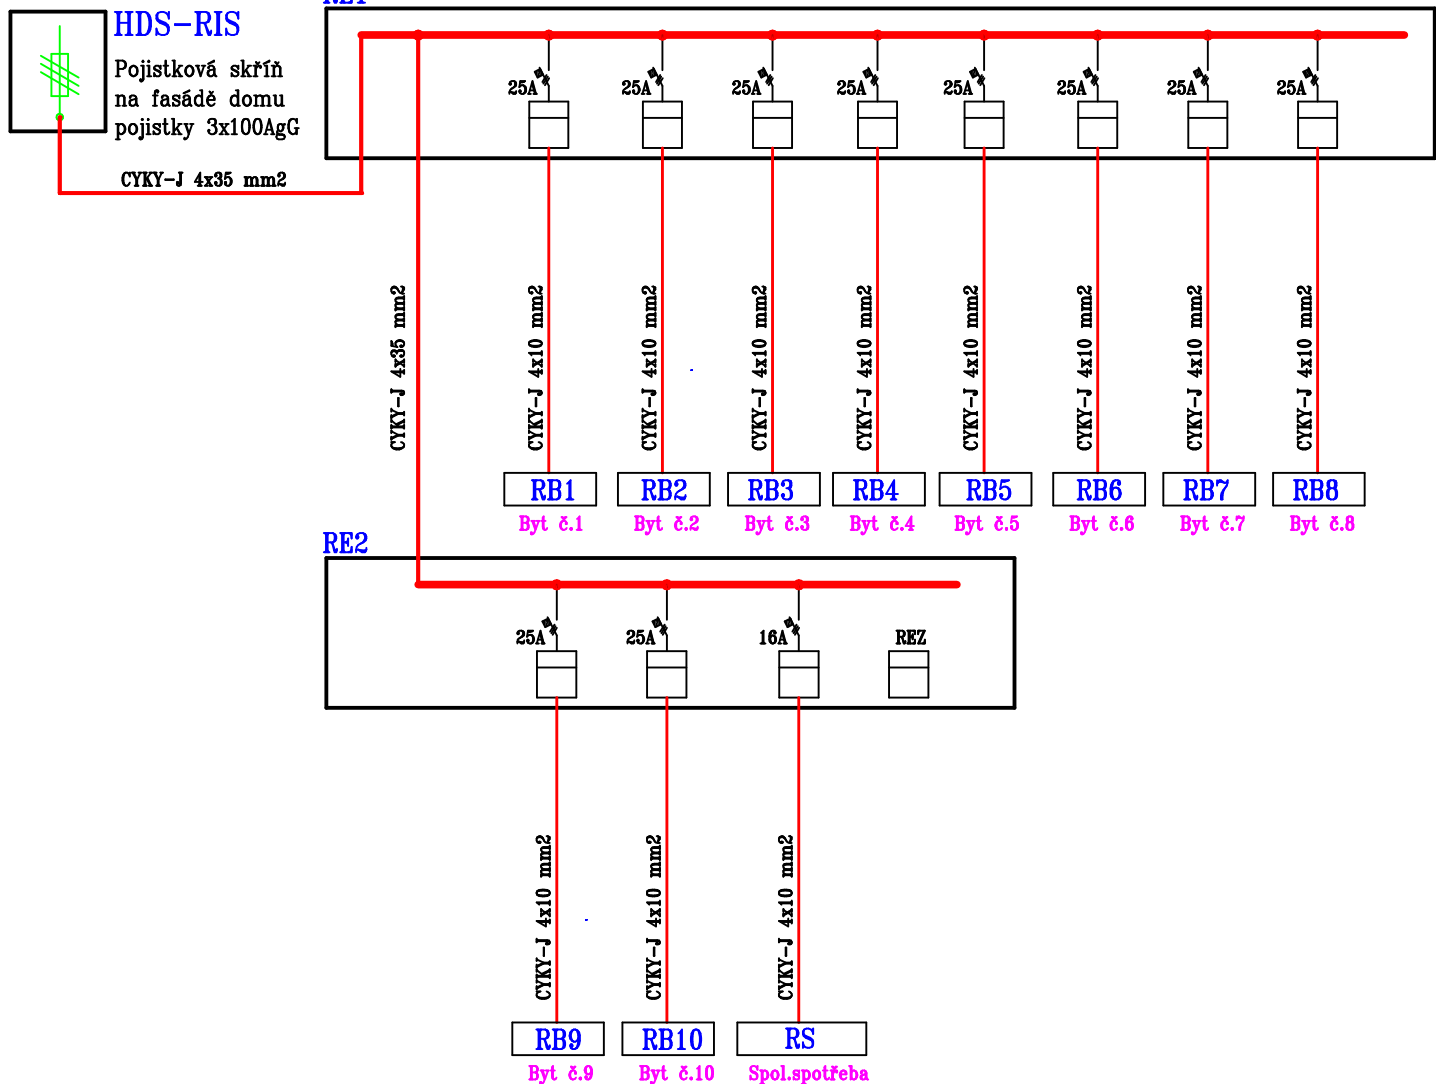 HDS-RIS
Pojistková skříň
na fasádě domu
pojistky 3x100AgG
CYKY-J 4x35 mm2
RE1
25A 25A 25A 25A 25A 25A 25A 25A
CYKY-J 4x35 mm2
CYKY-J 4x10 mm2
CYKY-J 4x10 mm2
CYKY-J 4x10 mm2
CYKY-J 4x10 mm2
CYKY-J 4x10 mm2
CYKY-J 4x10 mm2
CYKY-J 4x10 mm2
CYKY-J 4x10 mm2
RB1 RB2 RB3 RB4 RB5 RB6 RB7 RB8
Byt č.1 Byt č.2 Byt č.3 Byt č.4 Byt č.5 Byt č.6 Byt č.7 Byt č.8
RE2
25A 25A 16A REZ
CYKY-J 4x10 mm2
CYKY-J 4x10 mm2
CYKY-J 4x10 mm2
RB9 RB10 RS
Byt č.9 Byt č.10 Spol.spotřeba